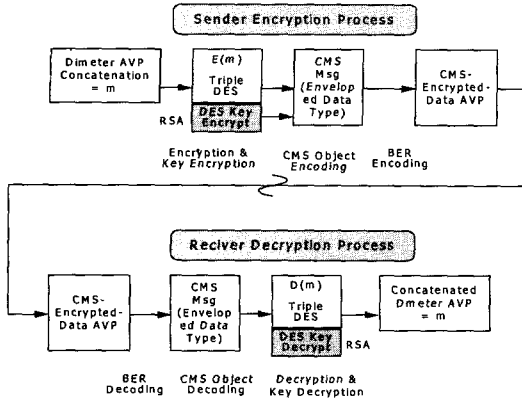 Sender Encryption Process
Dimeter AVP
Concatenation
= m
E(m)
Triple
DES
DES Key
Encrypt
RSA
CMS
Msg
(Envelop
ed Data
Type)
CMS-
Encrypted-
Data AVP
Encryption &
Key Encryption
CMS Object
Encoding
BER
Encoding
Reciver Decryption Process
CMS-
Encrypted-
Data AVP
CMS
Msg
(Envelop
ed Data
Type)
D(m)
Triple
DES
DES Key
Decrypt
RSA
Concatenated
Dmeter AVP
= m
BER
Decoding
CMS Object
Decoding
Decryption &
Key Decryption